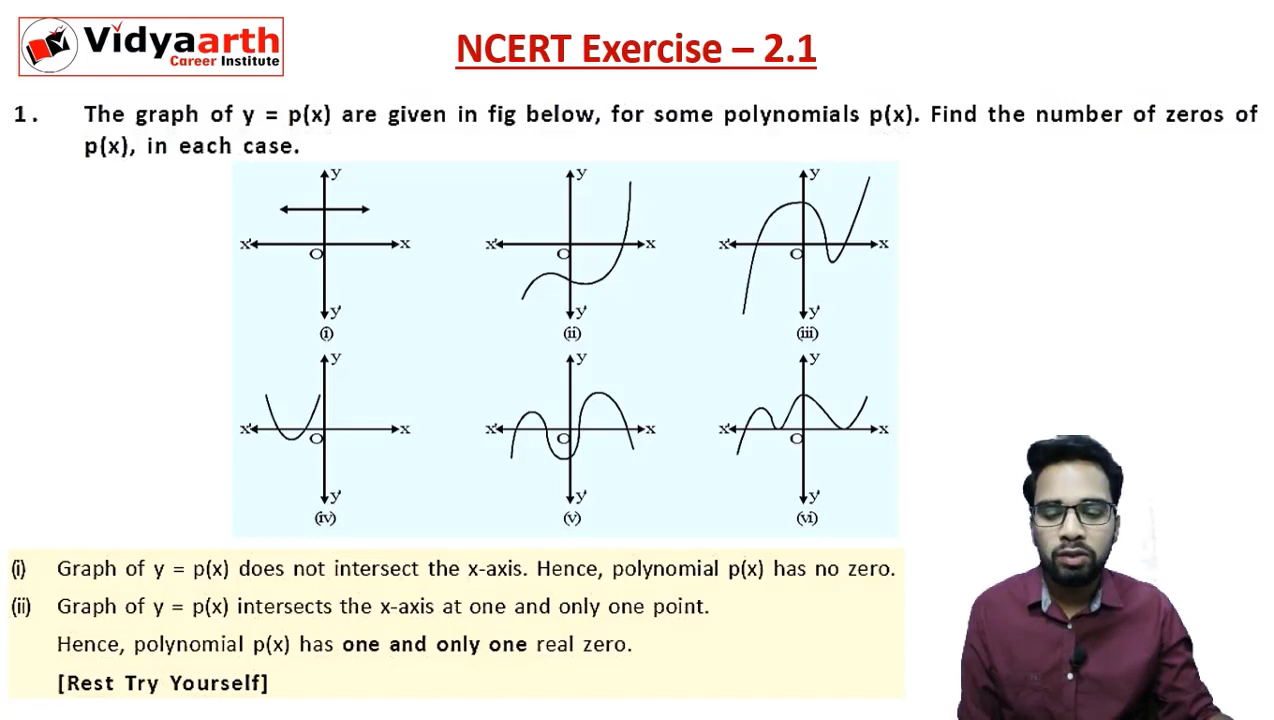 Vidyaarth
Career Institute
NCERT Exercise – 2.1
1. The graph of y = p(x) are given in fig below, for some polynomials p(x). Find the number of zeros of
p(x), in each case.
y y y
x' x x' x x' x
O O O
y' y' y'
(i) (ii) (iii)
y y y
x' x x' x x' x
O O O
y' y' y'
(iv) (v) (vi)
(i) Graph of y = p(x) does not intersect the x-axis. Hence, polynomial p(x) has no zero.
(ii) Graph of y = p(x) intersects the x-axis at one and only one point.
Hence, polynomial p(x) has one and only one real zero.
[Rest Try Yourself]